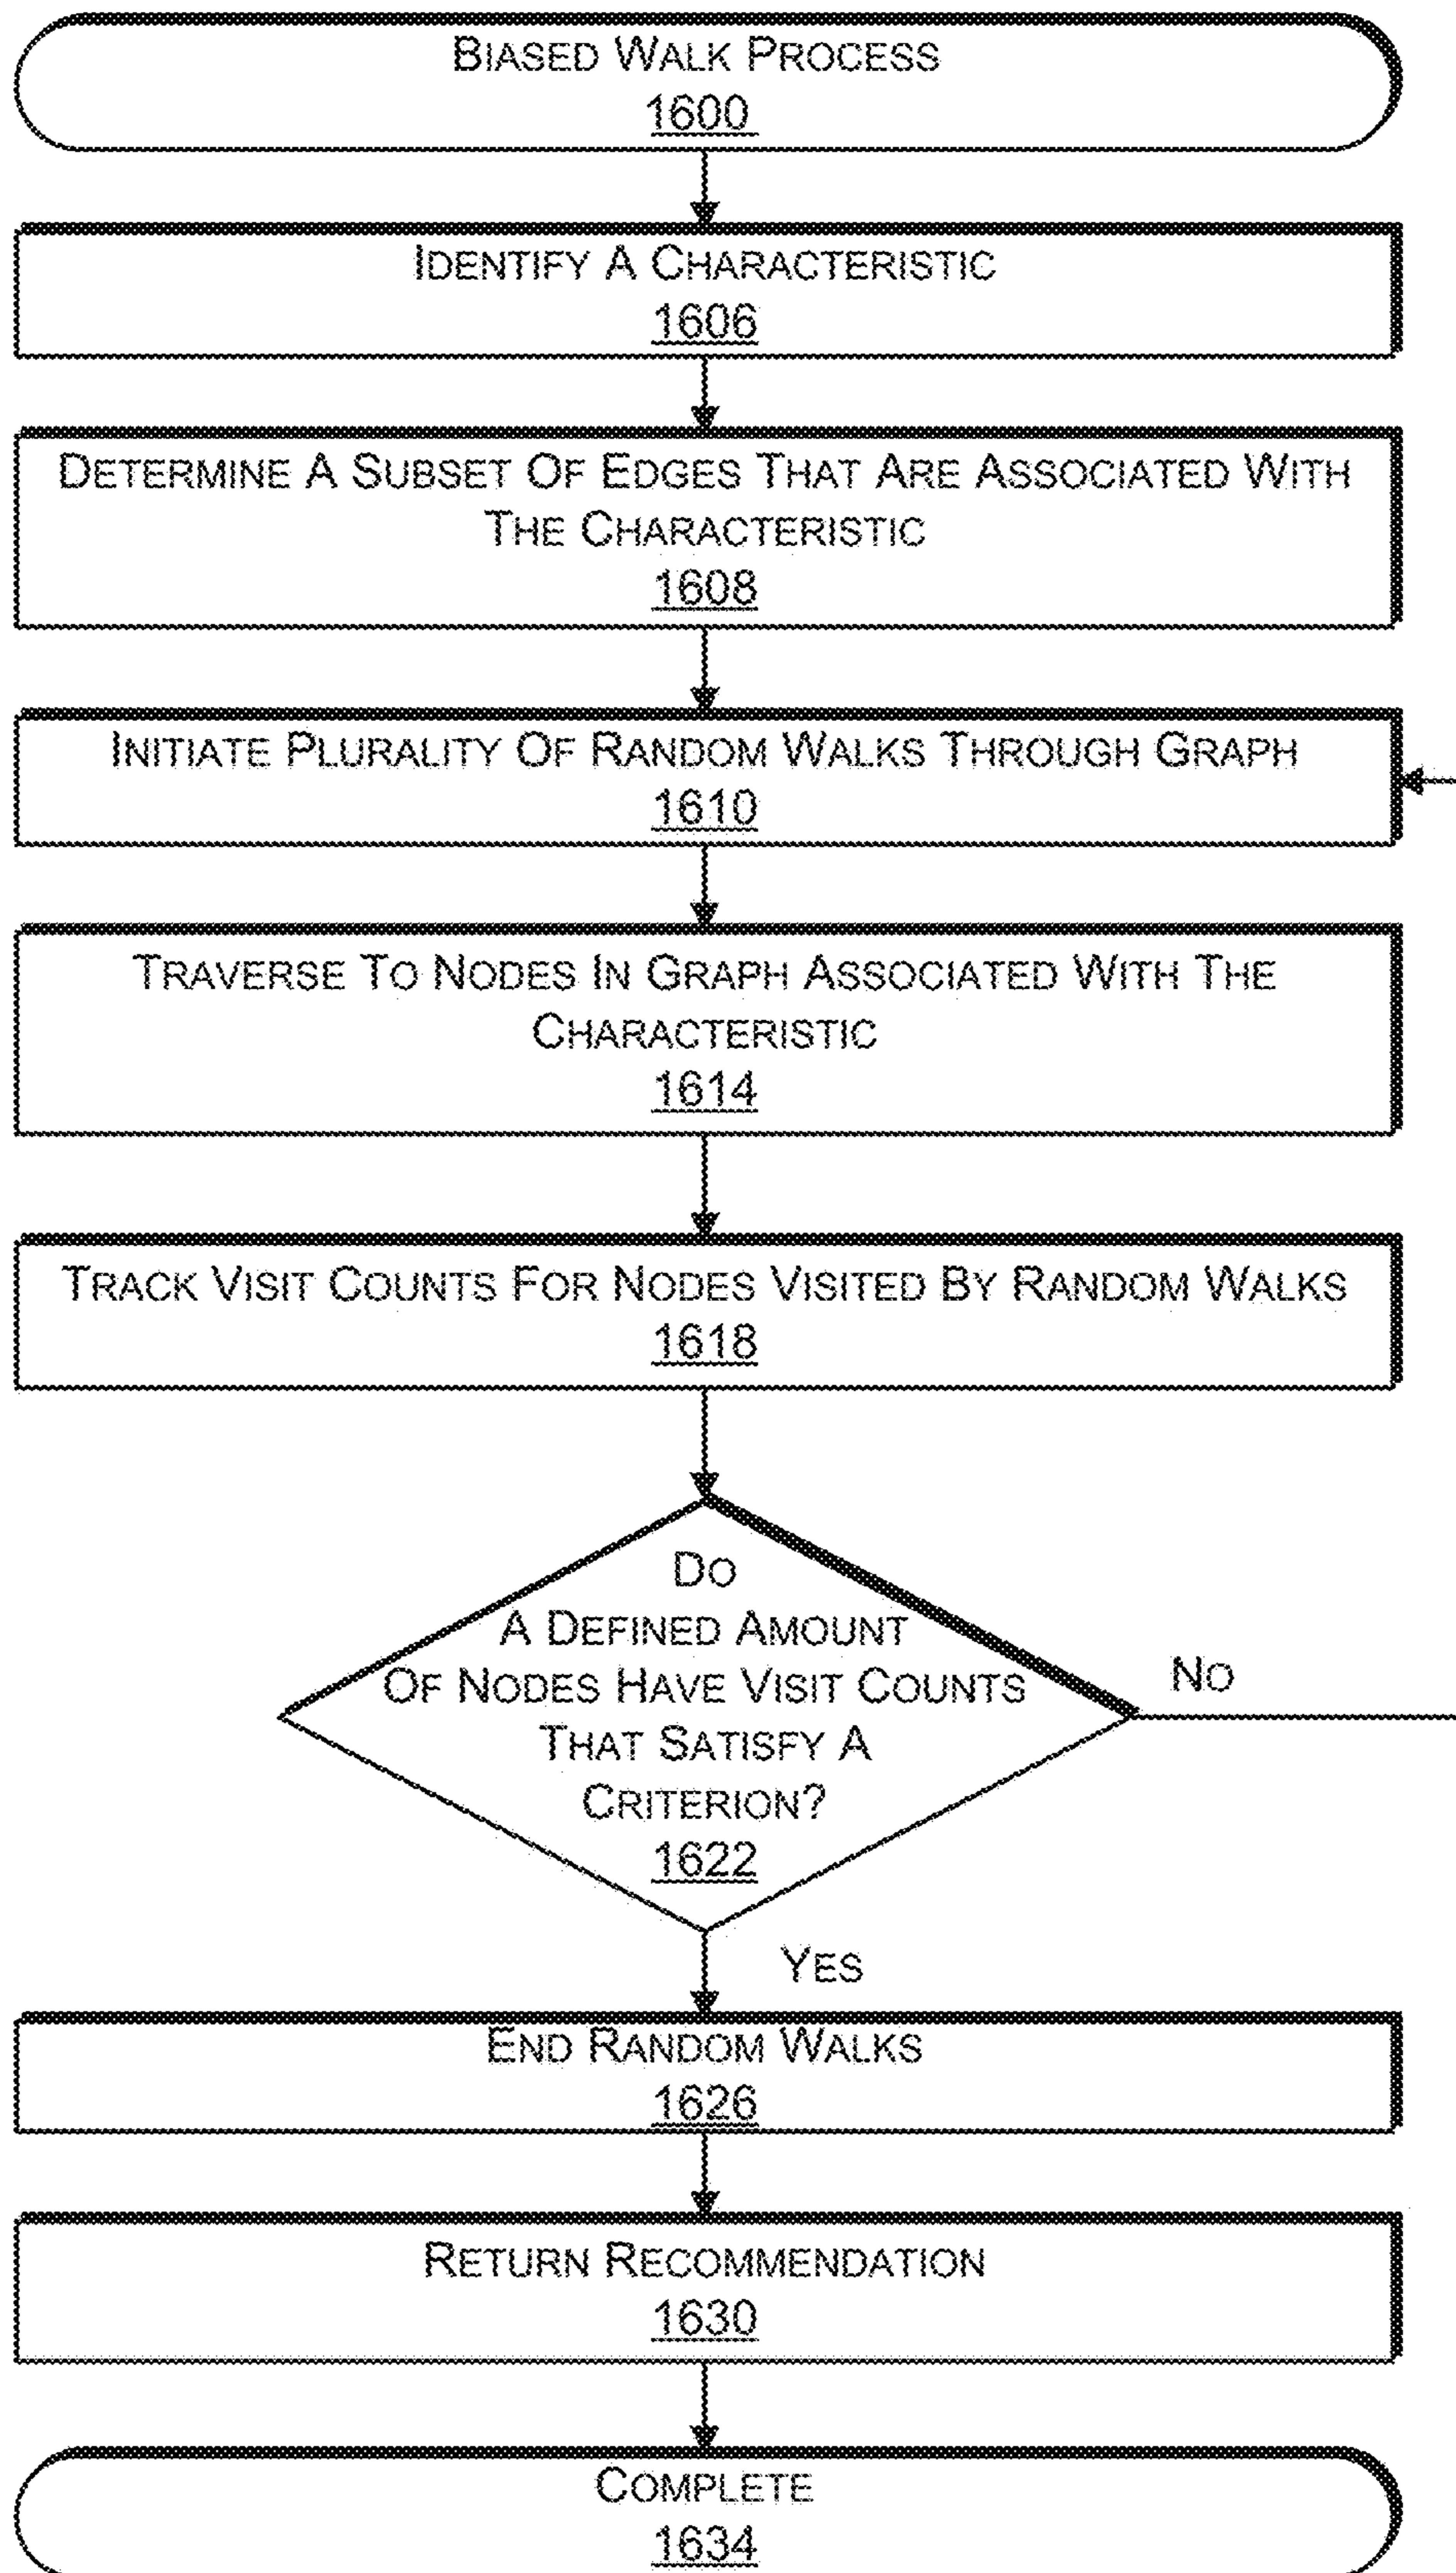 BIASED WALK PROCESS
1600
IDENTIFY A CHARACTERISTIC
1606
DETERMINE A SUBSET OF EDGES THAT ARE ASSOCIATED WITH
THE CHARACTERISTIC
1608
INITIATE PLURALITY OF RANDOM WALKS THROUGH GRAPH
1610
TRAVERSE TO NODES IN GRAPH ASSOCIATED WITH THE
CHARACTERISTIC
1614
TRACK VISIT COUNTS FOR NODES VISITED BY RANDOM WALKS
1618
DO
A DEFINED AMOUNT
OF NODES HAVE VISIT COUNTS
THAT SATISFY A
CRITERION?
1622
NO
YES
END RANDOM WALKS
1626
RETURN RECOMMENDATION
1630
COMPLETE
1634